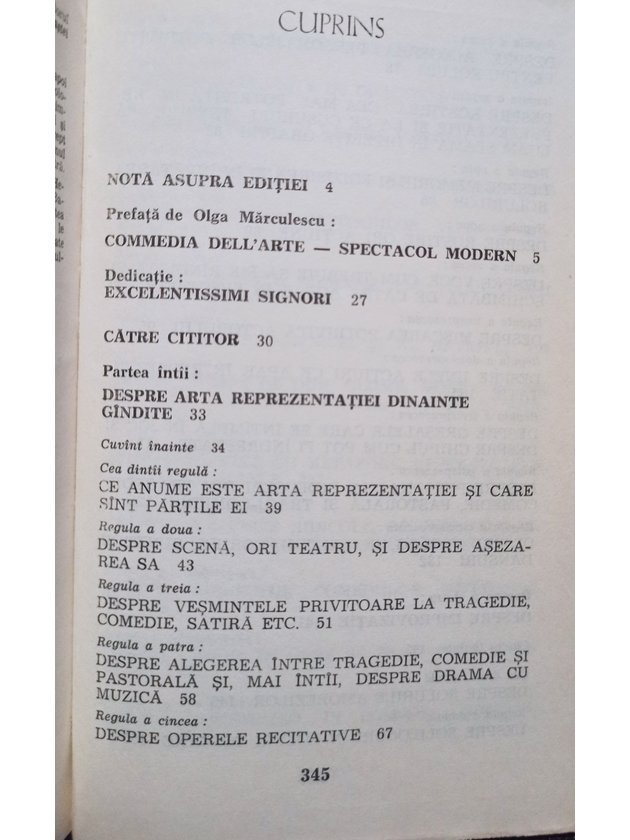 CUPRINS
NOTĂ ASUPRA EDIȚIEI 4
Prefață de Olga Mărculescu :
COMMEDIA DELL'ARTE — SPECTACOL MODERN 5
Dedicație :
EXCELENTISSIMI SIGNORI 27
CĂTRE CITITOR 30
Partea întîi :
DESPRE ARTA REPREZENTAȚIEI DINAINTE
GÎNDITE 33
Cuvînt înainte 34
Cea dintîi regulă :
CE ANUME ESTE ARTA REPREZENTAȚIEI ȘI CARE
SÎNT PĂRȚILE EI 39
Regula a doua :
DESPRE SCENĂ, ORI TEATRU, ȘI DESPRE AȘEZA-
REA SA 43
Regula a treia :
DESPRE VEȘMINTELE PRIVITOARE LA TRAGEDIE,
COMEDIE, SATIRĂ ETC. 51
Regula a patra :
DESPRE ALEGEREA ÎNTRE TRAGEDIE, COMEDIE ȘI
PASTORALĂ ȘI, MAI ÎNTÎI, DESPRE DRAMA CU
MUZICĂ 58
Regula a cincea :
DESPRE OPERELE RECITATIVE 67
345